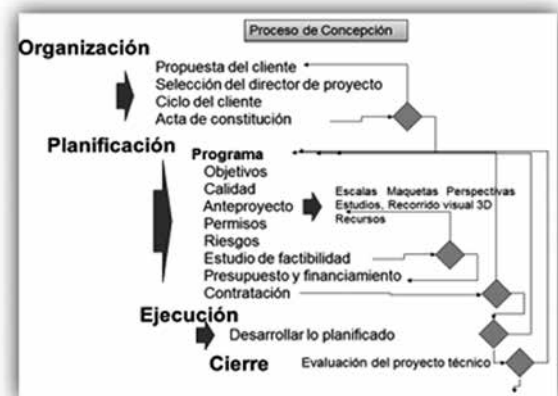 Proceso de Concepción
Organización
Propuesta del cliente
Selección del director de proyecto
Ciclo del cliente
Acta de constitución
Planificación
Programa
Objetivos
Calidad
Anteproyecto
Escalas Maquetas Perspectivas
Estudios, Recorrido visual 3D
Recursos
Permisos
Riesgos
Estudio de factibilidad
Presupuesto y financiamiento
Contratación
Ejecución
Desarrollar lo planificado
Cierre
Evaluación del proyecto técnico